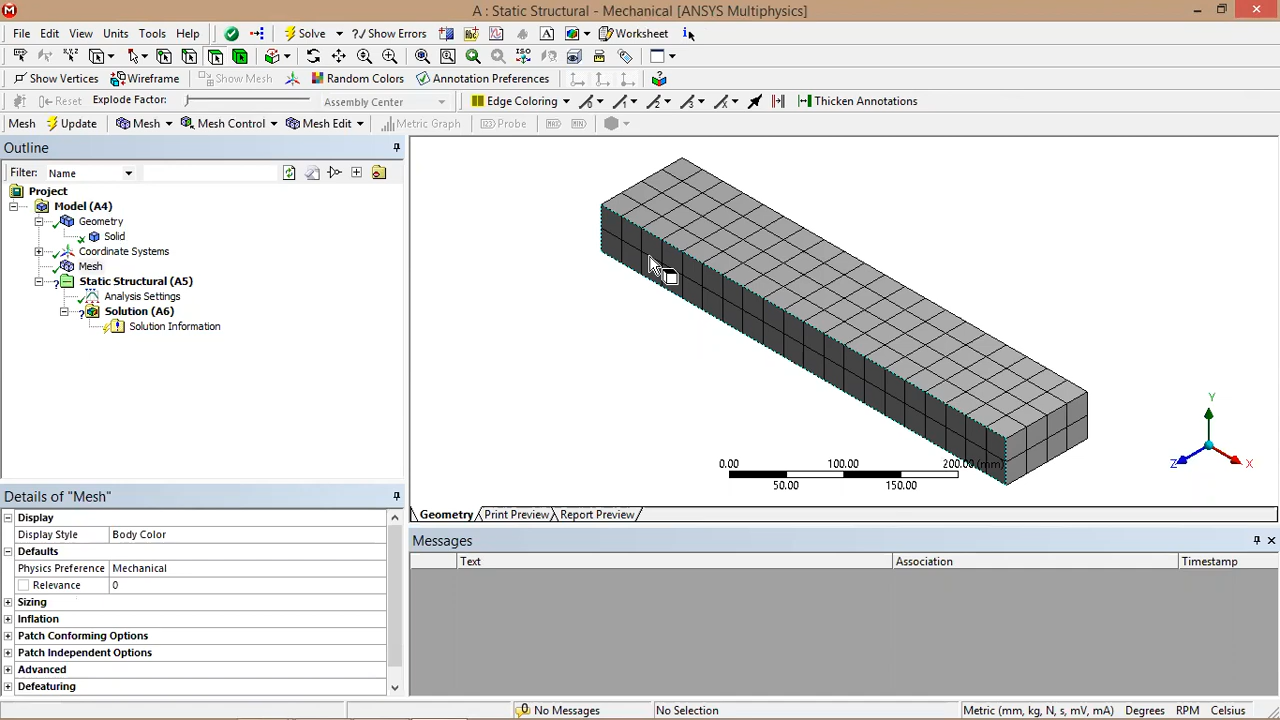 A : Static Structural - Mechanical [ANSYS Multiphysics]
File Edit View Units Tools Help Solve Show Errors Worksheet
Show Vertices Wireframe Show Mesh Random Colors Annotation Preferences
Reset Explode Factor: Assembly Center Edge Coloring Thicken Annotations
Mesh Update Mesh Mesh Control Mesh Edit Metric Graph Probe
Outline
Filter: Name
Project
Model (A4)
Geometry
Solid
Coordinate Systems
Mesh
Static Structural (A5)
Analysis Settings
Solution (A6)
Solution Information
Y
Z
X
0.00 100.00 200.00 (mm)
50.00 150.00
Details of "Mesh"
Display
Display Style Body Color
Defaults
Physics Preference Mechanical
Relevance 0
Sizing
Inflation
Patch Conforming Options
Patch Independent Options
Advanced
Defeaturing
Geometry Print Preview Report Preview
Messages
Text Association Timestamp
No Messages No Selection Metric (mm, kg, N, s, mV, mA) Degrees RPM Celsius